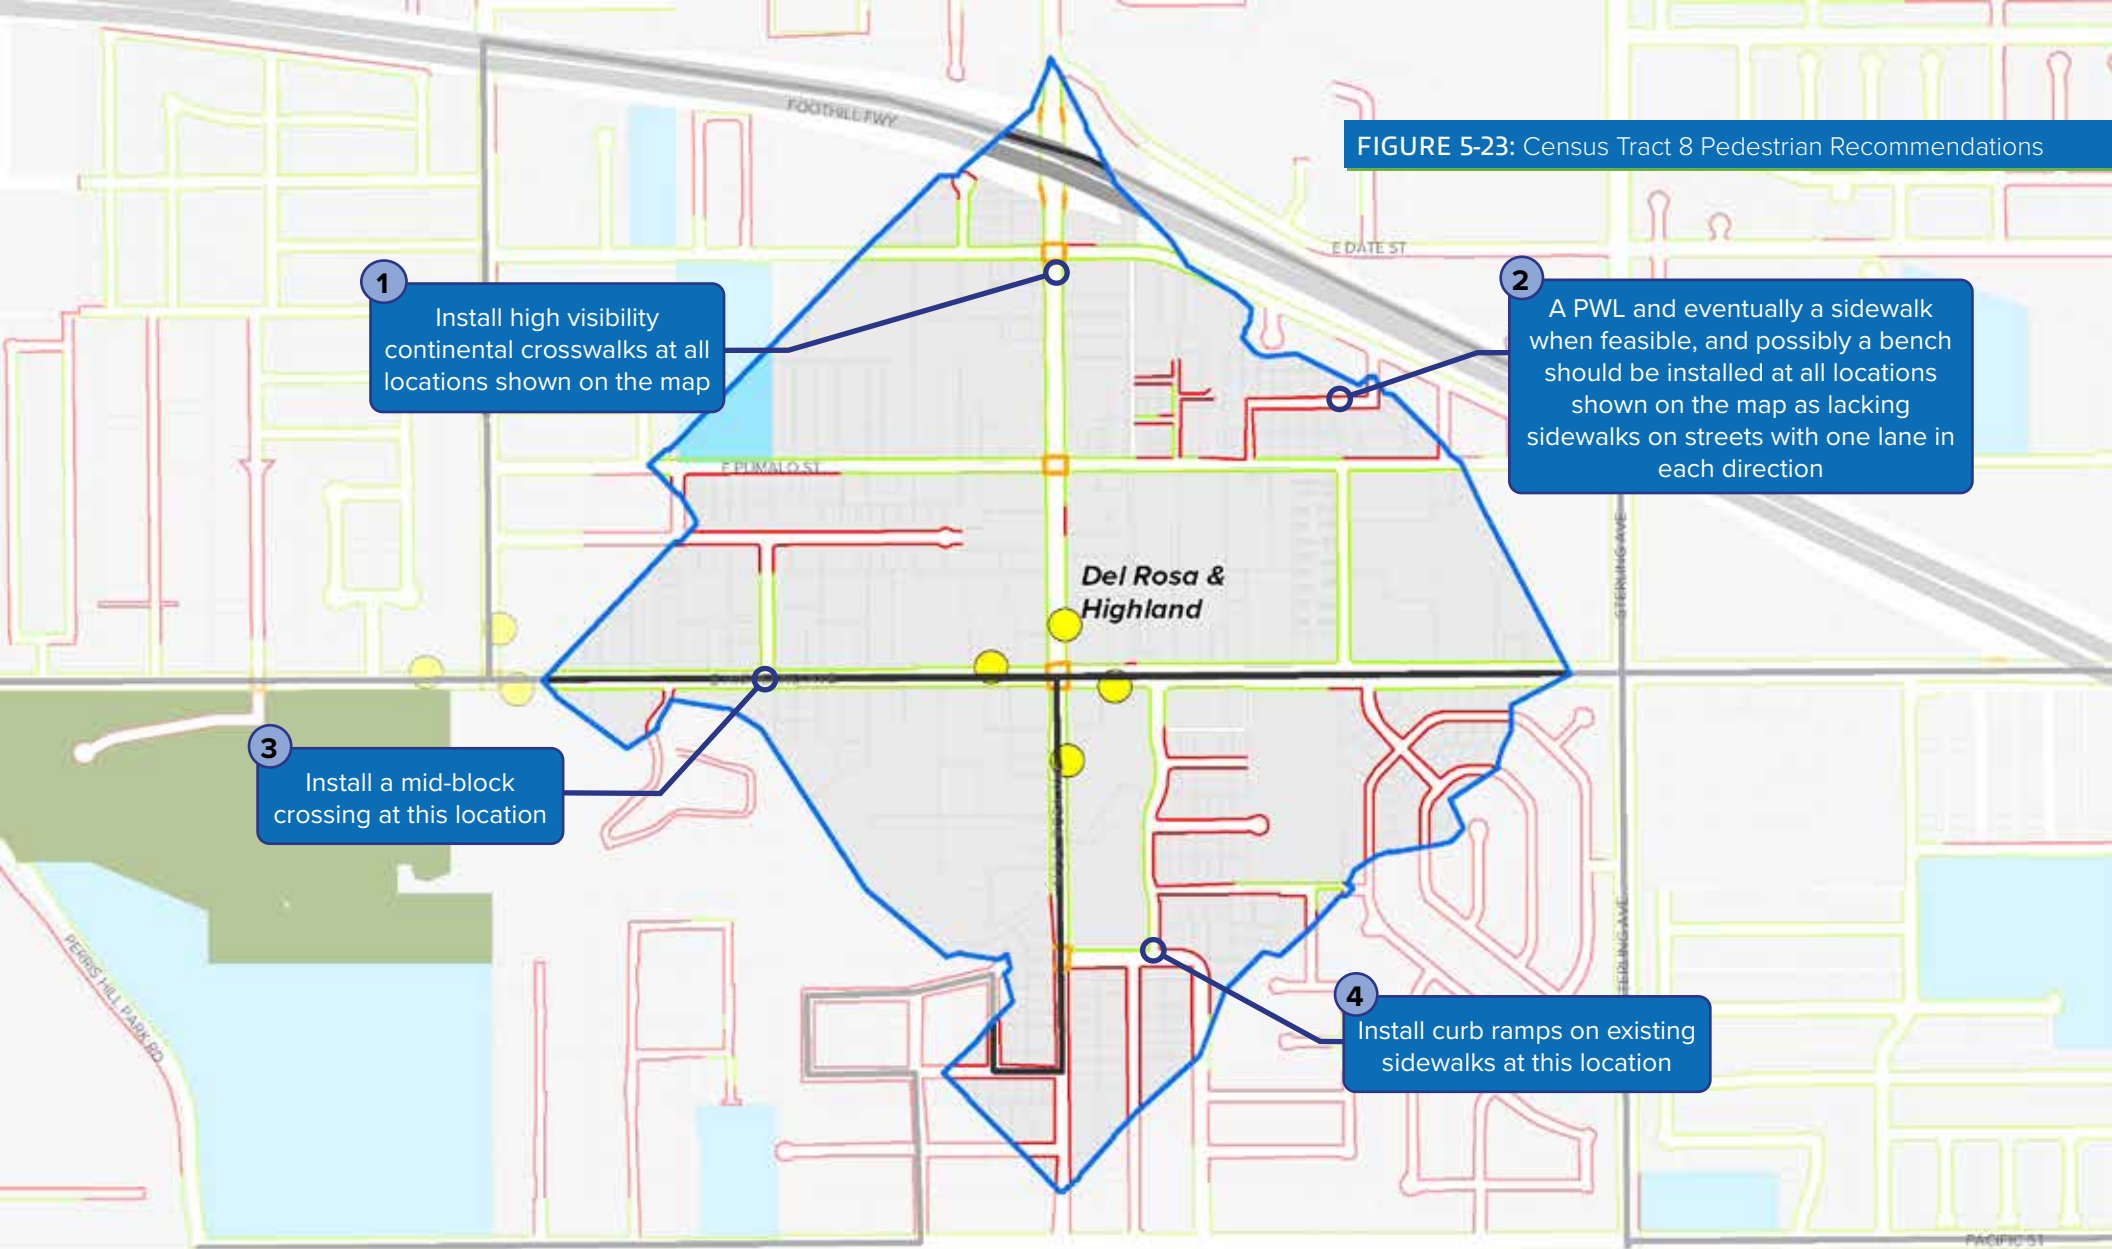 FOOTHILL FWY
FIGURE 5-23: Census Tract 8 Pedestrian Recommendations
E DATE ST
1
Install high visibility
continental crosswalks at all
locations shown on the map
2
A PWL and eventually a sidewalk
when feasible, and possibly a bench
should be installed at all locations
shown on the map as lacking
sidewalks on streets with one lane in
each direction
E PUMALO ST
STERLING AVE
Del Rosa &
Highland
3
Install a mid-block
crossing at this location
PERRIS HILL PARK RD
STERLING AVE
4
Install curb ramps on existing
sidewalks at this location
PACIFIC ST